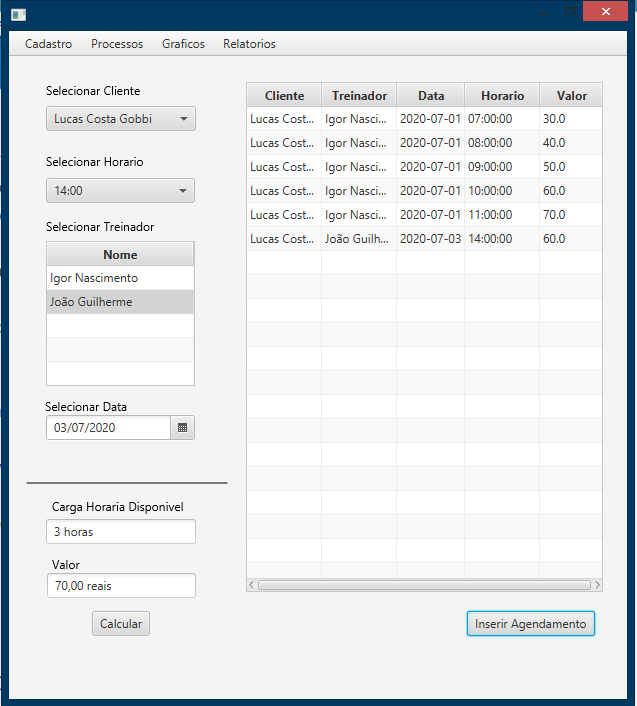 Cadastro Processos Graficos Relatorios
Selecionar Cliente
Lucas Costa Gobbi
Selecionar Horario
14:00
Selecionar Treinador
Nome
Igor Nascimento
João Guilherme
Selecionar Data
03/07/2020
Carga Horaria Disponivel
3 horas
Valor
70,00 reais
Calcular
Cliente Treinador Data Horario Valor
Lucas Cost... Igor Nasci... 2020-07-01 07:00:00 30.0
Lucas Cost... Igor Nasci... 2020-07-01 08:00:00 40.0
Lucas Cost... Igor Nasci... 2020-07-01 09:00:00 50.0
Lucas Cost... Igor Nasci... 2020-07-01 10:00:00 60.0
Lucas Cost... Igor Nasci... 2020-07-01 11:00:00 70.0
Lucas Cost... João Guilh... 2020-07-03 14:00:00 60.0
Inserir Agendamento